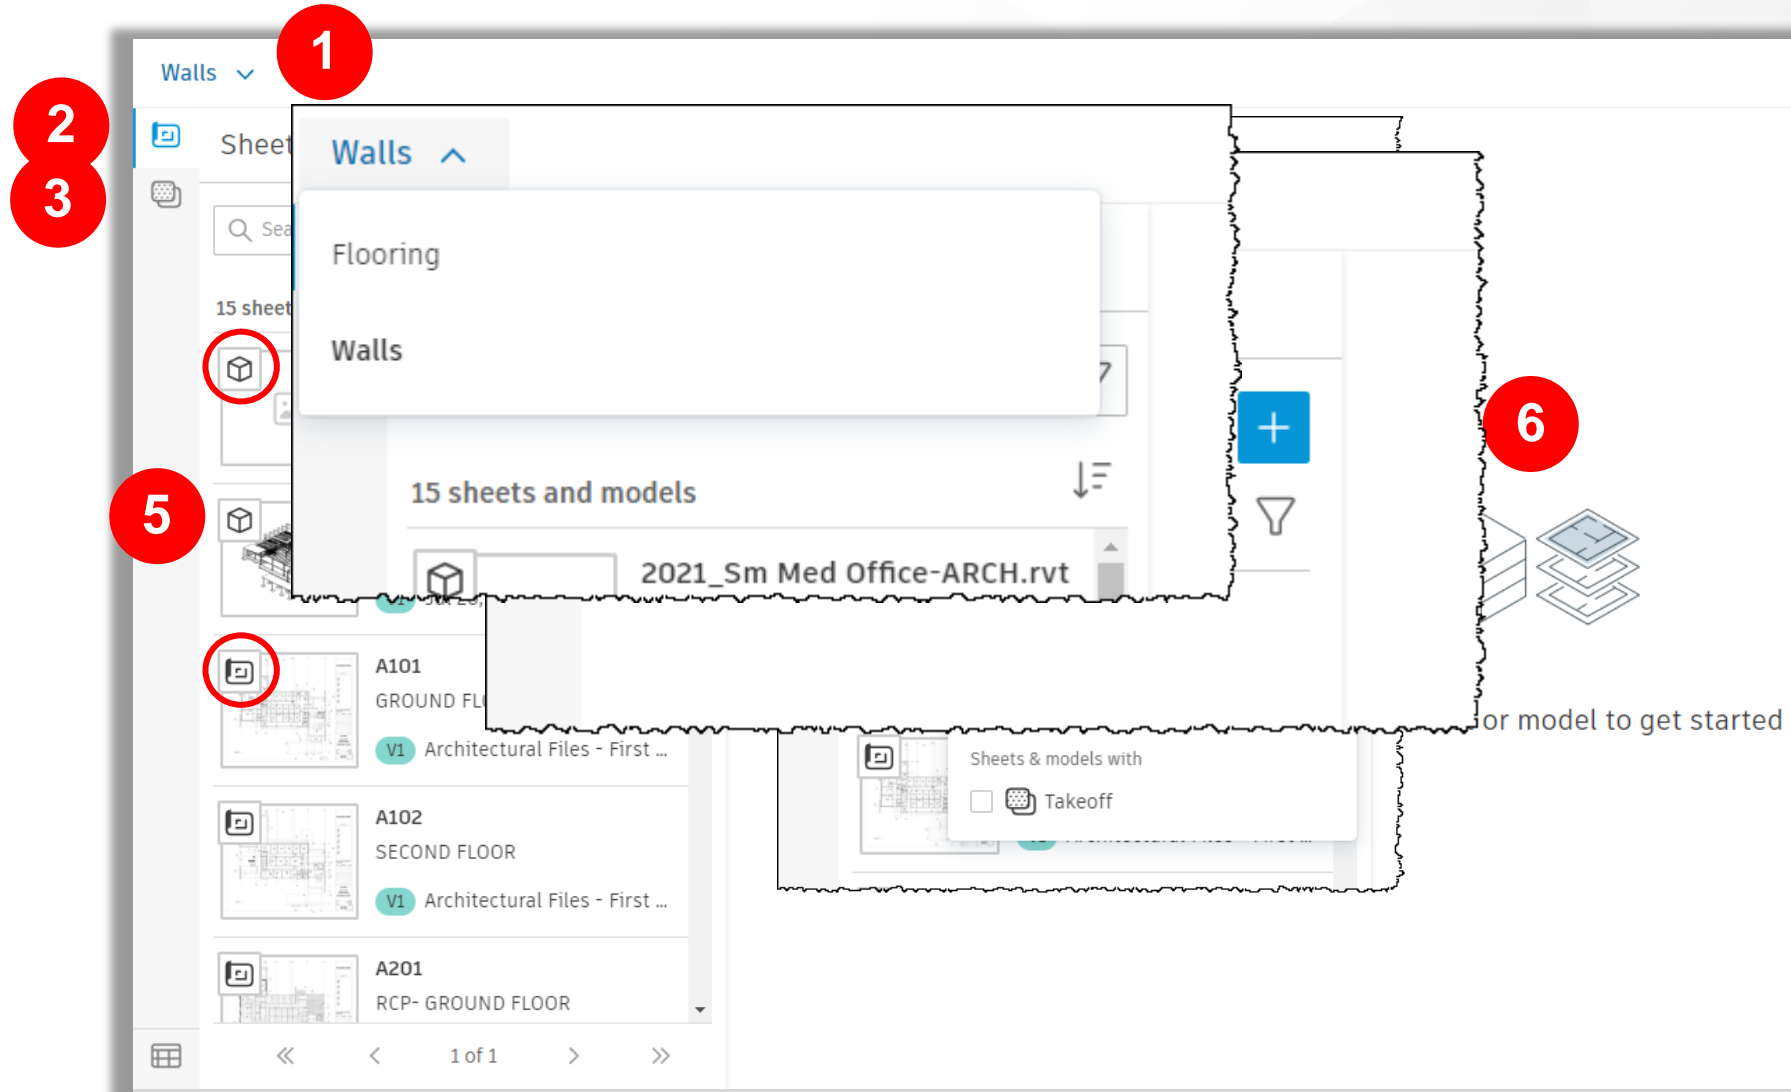 1
Walls
2
Sheet
3
Walls
Sea
Flooring
15 sheet
Walls
6
5
15 sheets and models
2021_Sm Med Office-ARCH.rvt
A101
GROUND FLO
V1 Architectural Files - First ...
or model to get started
Sheets & models with
Takeoff
A102
SECOND FLOOR
V1 Architectural Files - First ...
A201
RCP- GROUND FLOOR
1 of 1